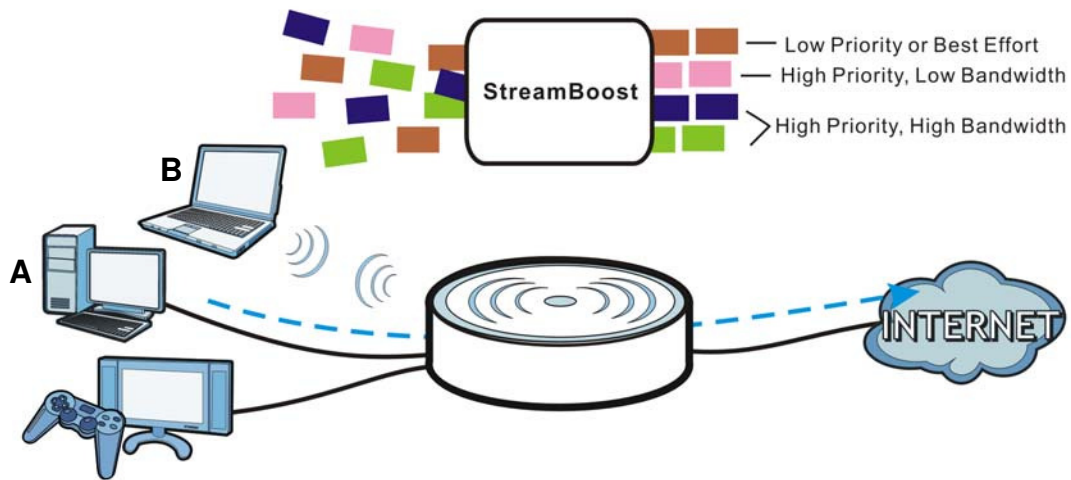 StreamBoost
Low Priority or Best Effort
High Priority, Low Bandwidth
High Priority, High Bandwidth
B
A
INTERNET